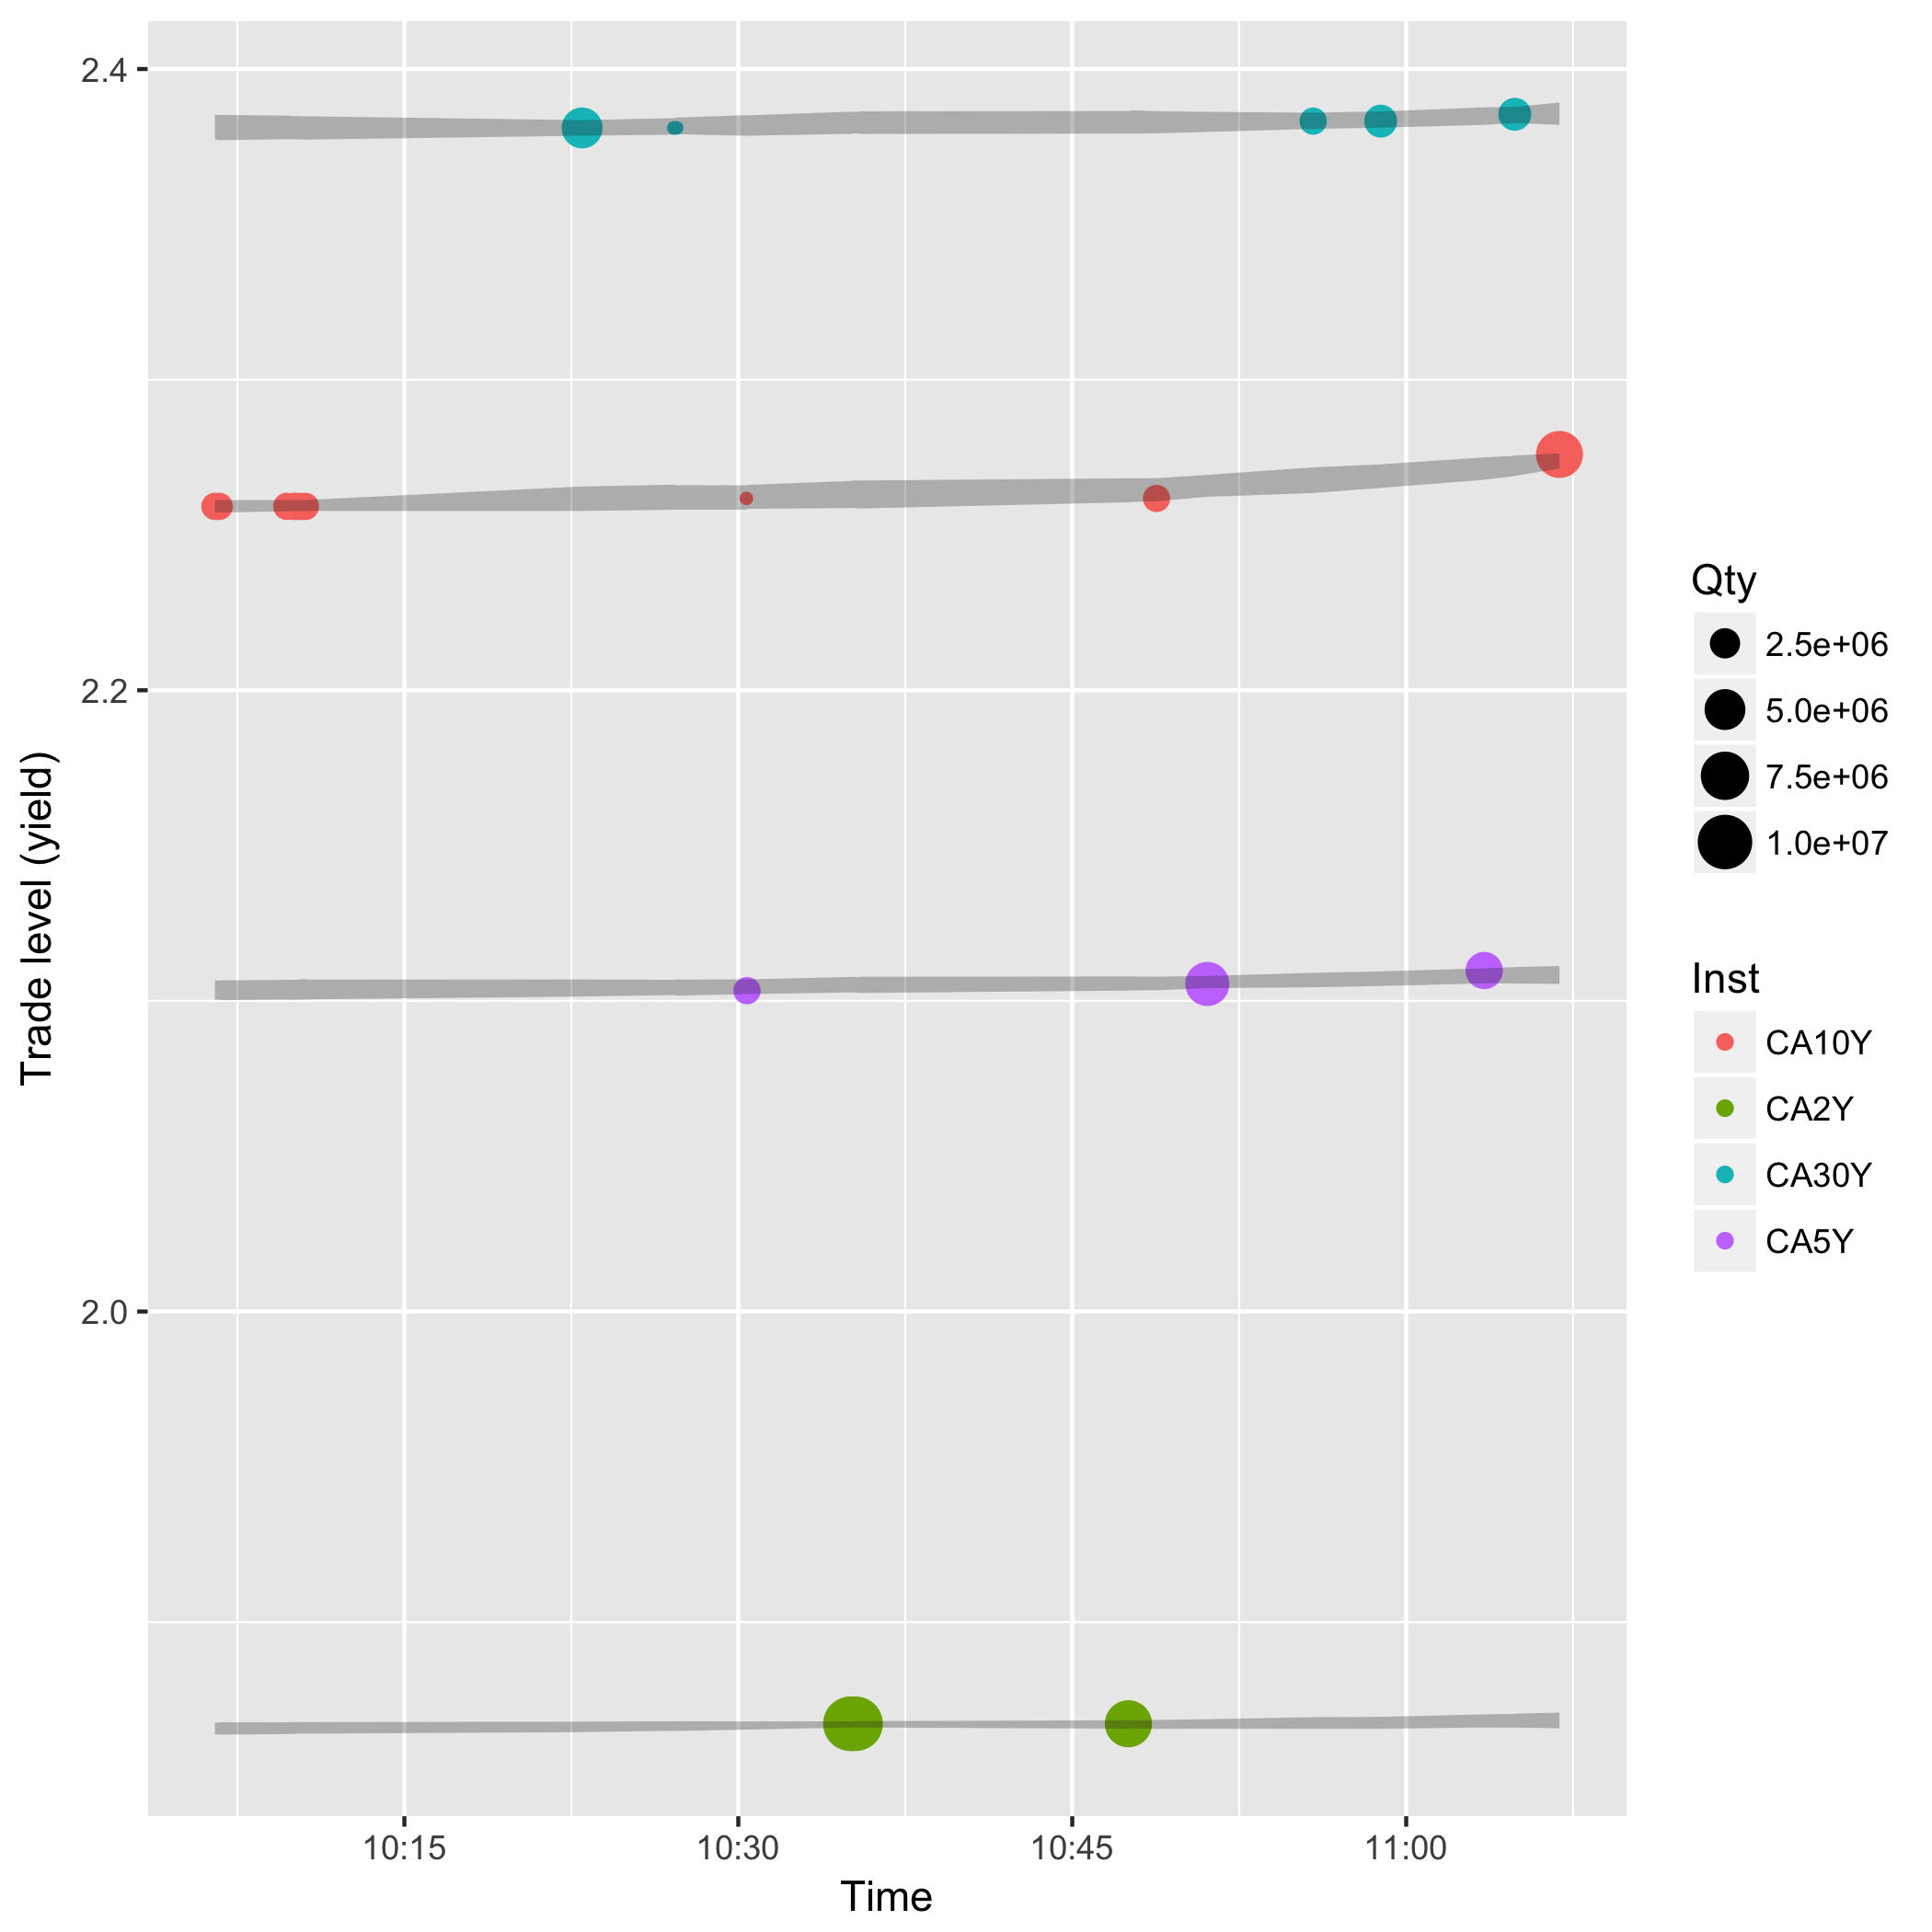 2.4
2.2
2.0
Trade level (yield)
10:15
10:30
10:45
11:00
Time
Qty
2.5e+06
5.0e+06
7.5e+06
1.0e+07
Inst
CA10Y
CA2Y
CA30Y
CA5Y